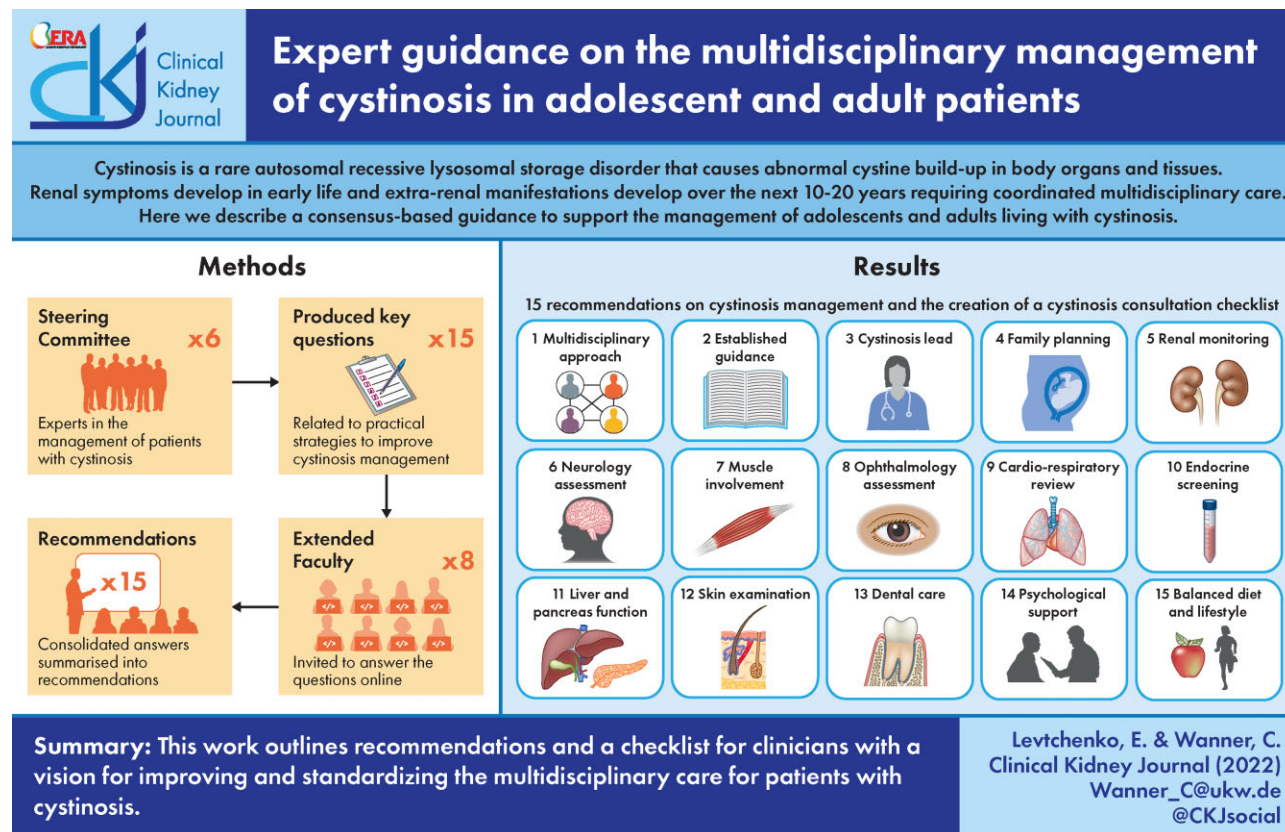 ERA
CKJ
Clinical
Kidney
Journal
Expert guidance on the multidisciplinary management
of cystinosis in adolescent and adult patients
Cystinosis is a rare autosomal recessive lysosomal storage disorder that causes abnormal cystine build-up in body organs and tissues.
Renal symptoms develop in early life and extra-renal manifestations develop over the next 10-20 years requiring coordinated multidisciplinary care.
Here we describe a consensus-based guidance to support the management of adolescents and adults living with cystinosis.
Methods
Steering
Committee
x6
Experts in the
management of patients
with cystinosis
Produced key
questions
x15
Related to practical
strategies to improve
cystinosis management
Recommendations
x15
Consolidated answers
summarised into
recommendations
Extended
Faculty
x8
</>
</>
</>
</>
</>
</>
</>
</>
Invited to answer the
questions online
Results
15 recommendations on cystinosis management and the creation of a cystinosis consultation checklist
1 Multidisciplinary
approach
2 Established
guidance
3 Cystinosis lead
4 Family planning
5 Renal monitoring
6 Neurology
assessment
7 Muscle
involvement
8 Ophthalmology
assessment
9 Cardio-respiratory
review
10 Endocrine
screening
11 Liver and
pancreas function
12 Skin examination
13 Dental care
14 Psychological
support
15 Balanced diet
and lifestyle
Summary: This work outlines recommendations and a checklist for clinicians with a
vision for improving and standardizing the multidisciplinary care for patients with
cystinosis.
Levtchenko, E. & Wanner, C.
Clinical Kidney Journal (2022)
Wanner_C@ukw.de
@CKJsocial